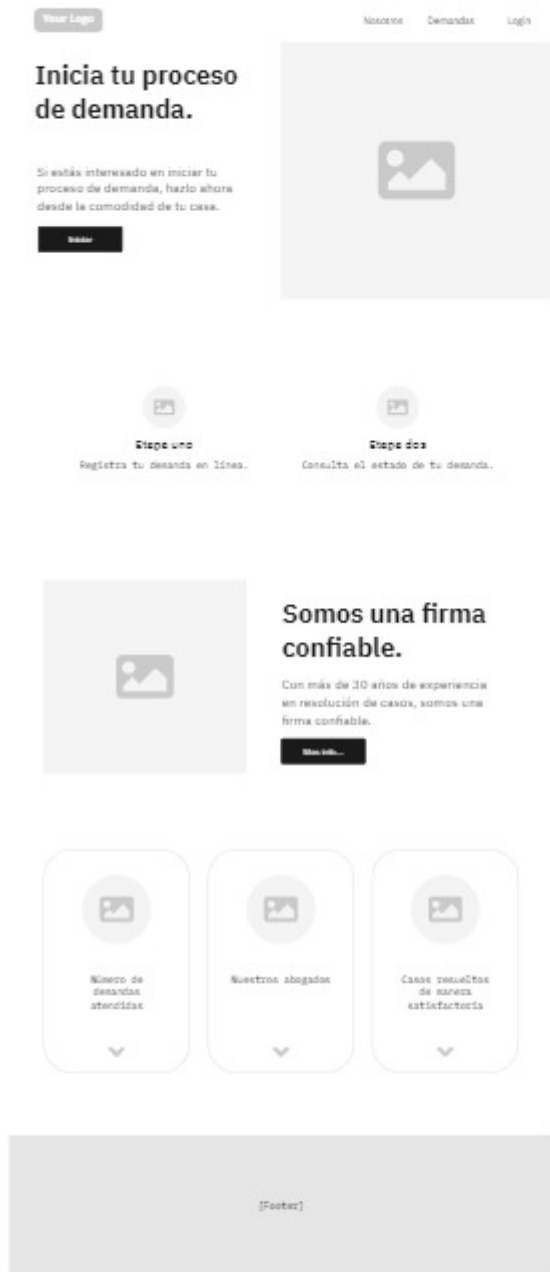 Your Logo
Nosotros Demandas Login
Inicia tu proceso
de demanda.
Si estás interesado en iniciar tu
proceso de demanda, hazlo ahora
desde la comodidad de tu casa.
Iniciar
Etapa uno
Registra tu demanda en línea.
Etapa dos
Consulta el estado de tu demanda.
Somos una firma
confiable.
Con más de 30 años de experiencia
en resolución de casos, somos una
firma confiable.
Mas info...
Número de
demandas
atendidas
Nuestros abogados
Casos resueltos
de manera
satisfactoria
[Footer]